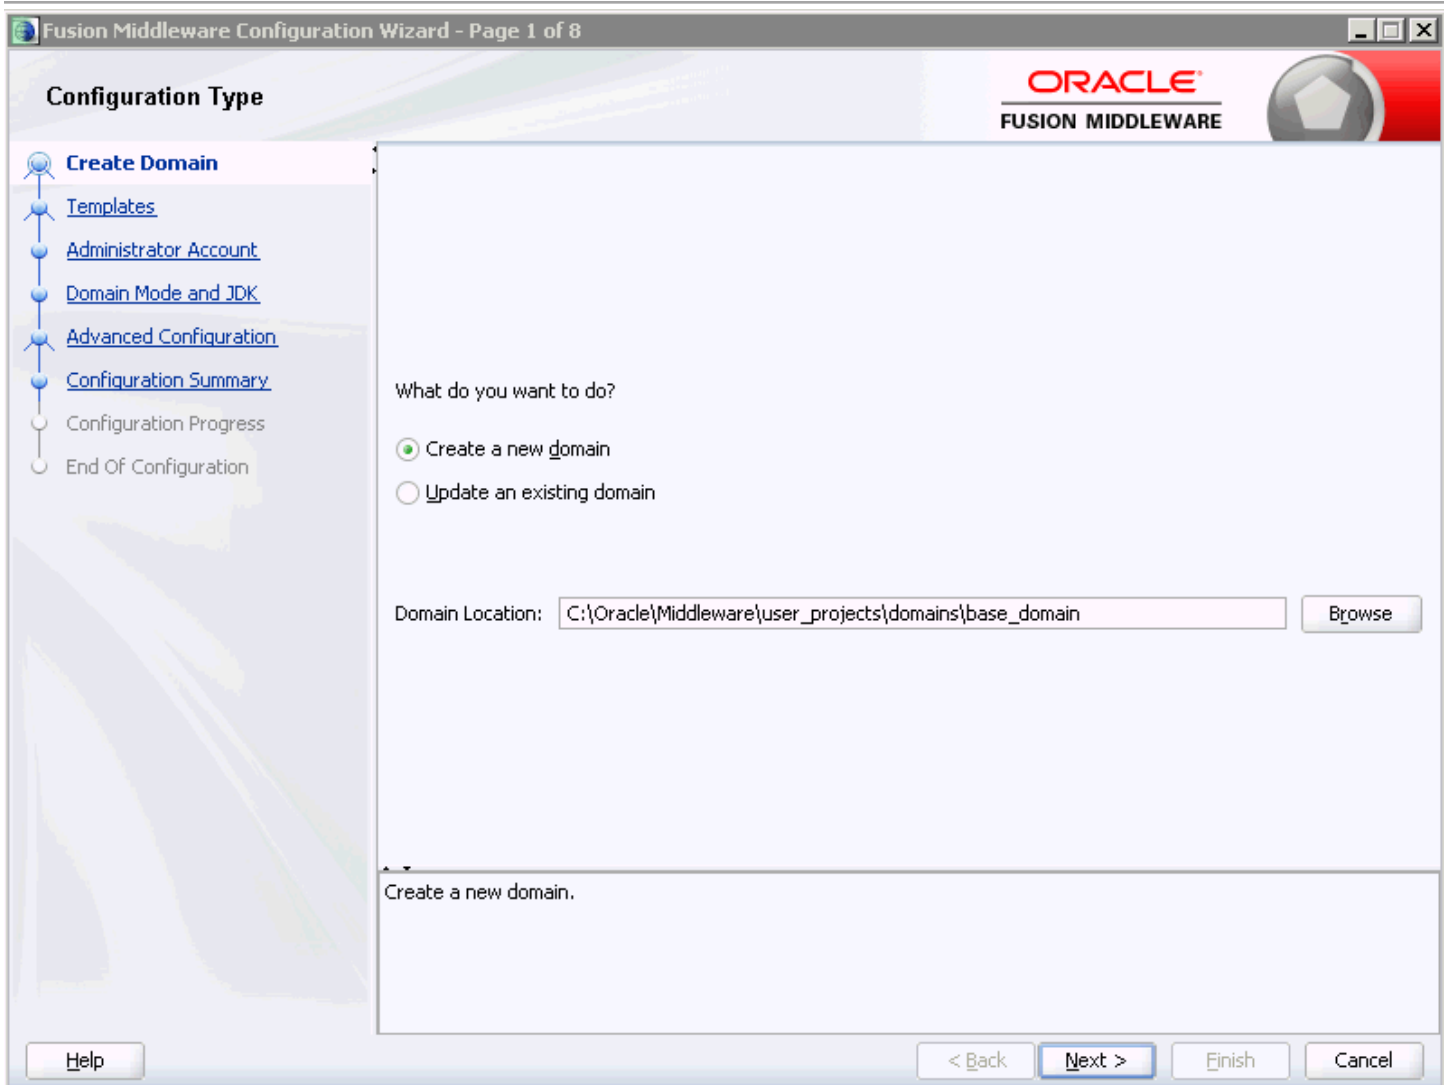 Fusion Middleware Configuration Wizard - Page 1 of 8
Configuration Type
ORACLE
FUSION MIDDLEWARE
Create Domain
Templates
Administrator Account
Domain Mode and JDK
Advanced Configuration
Configuration Summary
Configuration Progress
End Of Configuration
What do you want to do?
Create a new domain
Update an existing domain
Domain Location: C:\Oracle\Middleware\user_projects\domains\base_domain Browse
Create a new domain.
Help < Back Next > Finish Cancel